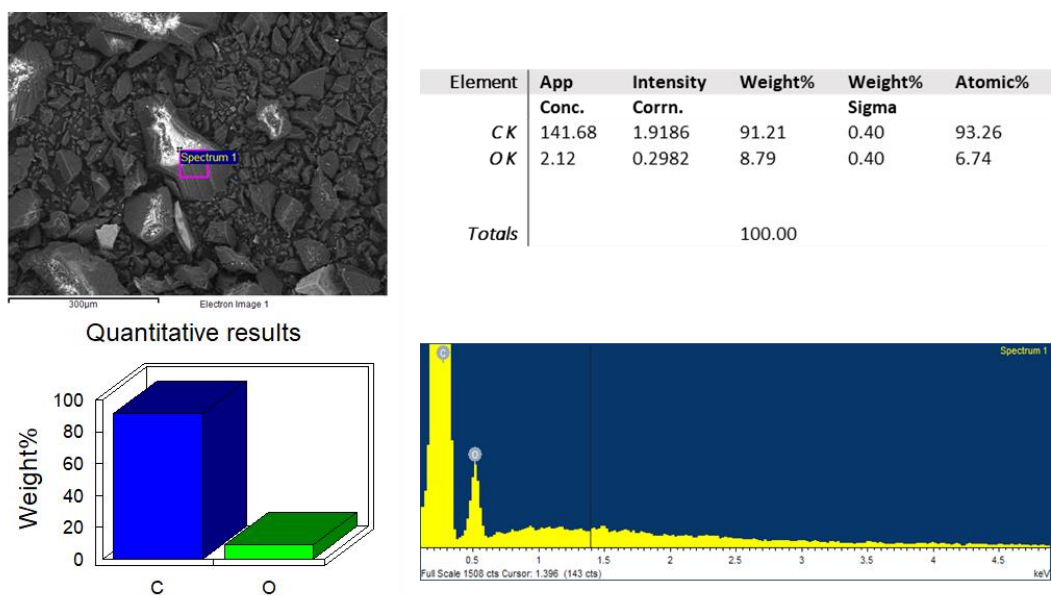 Spectrum 1
300µm Electron Image 1
Element App Intensity Weight% Weight% Atomic%
Conc. Corrn. Sigma
C K 141.68 1.9186 91.21 0.40 93.26
O K 2.12 0.2982 8.79 0.40 6.74
Totals 100.00
Quantitative results
Weight%
100
80
60
40
20
0
C O
Spectrum 1
C
O
0.5 1 1.5 2 2.5 3 3.5 4 4.5
Full Scale 1508 cts Cursor: 1.396 (143 cts) keV